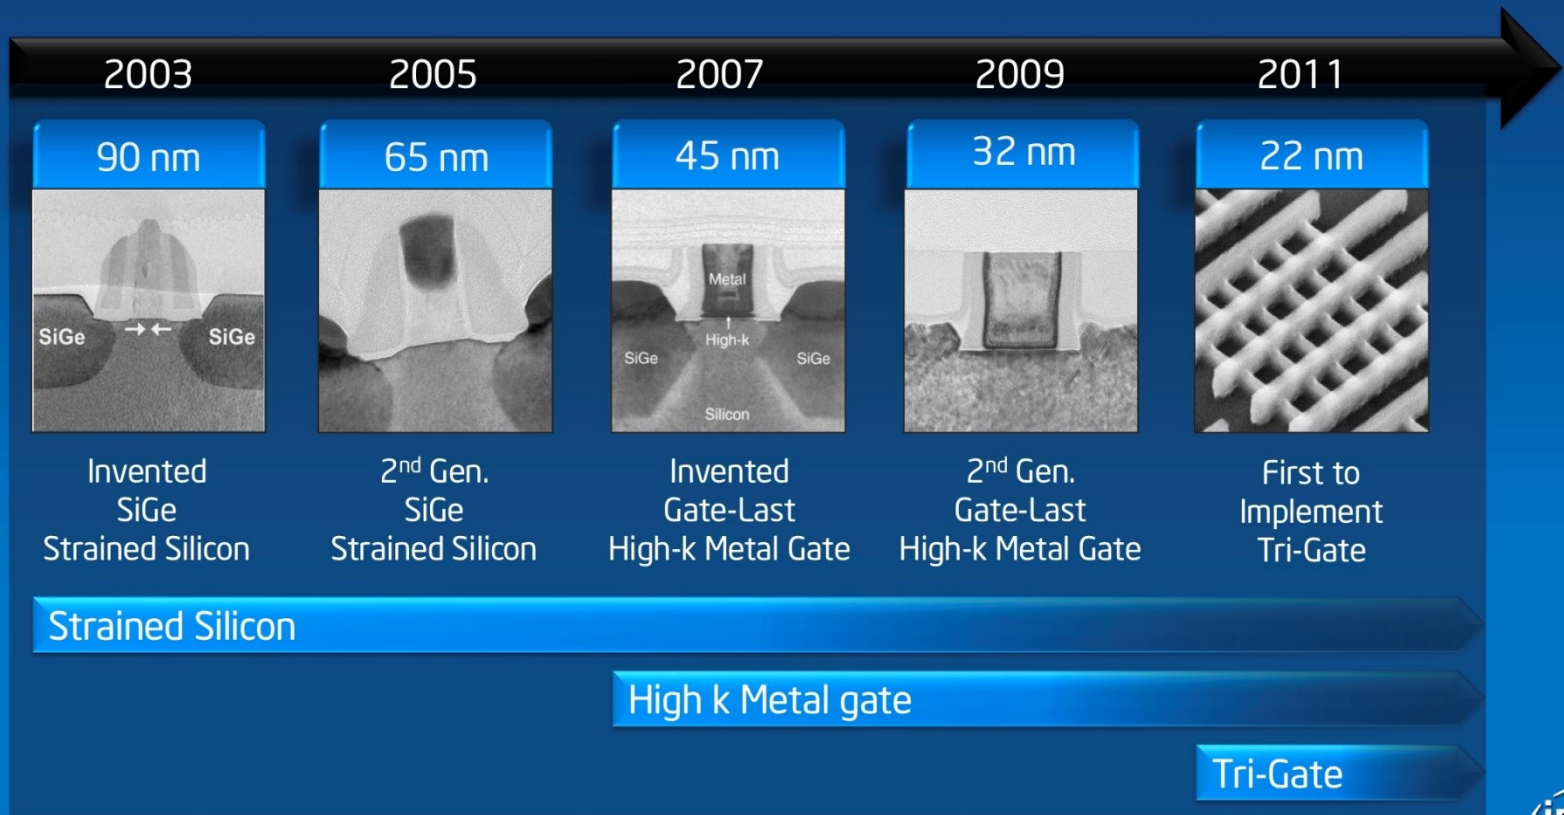 2003
2005
2007
2009
2011
90 nm
65 nm
45 nm
32 nm
22 nm
SiGe
SiGe
Metal
High-k
SiGe
SiGe
Silicon
Invented
SiGe
Strained Silicon
2nd Gen.
SiGe
Strained Silicon
Invented
Gate-Last
High-k Metal Gate
2nd Gen.
Gate-Last
High-k Metal Gate
First to
Implement
Tri-Gate
Strained Silicon
High k Metal gate
Tri-Gate